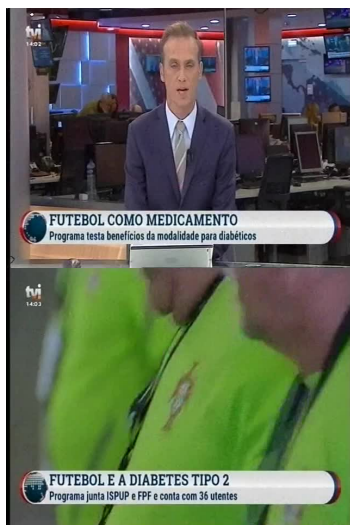 tvi
14:02
FUTEBOL COMO MEDICAMENTO
Programa testa benefícios da modalidade para diabéticos
tvi
14:03
FUTEBOL E A DIABETES TIPO 2
Programa junta ISPUP e FPF e conta com 36 utentes